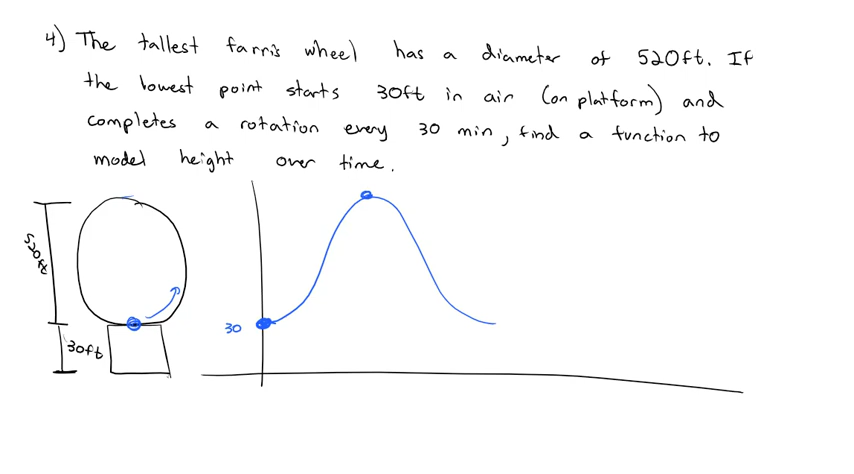 4) The tallest farris wheel has a diameter of 520ft. If
the lowest point starts 30ft in air (on platform) and
completes a rotation every 30 min, find a function to
model height over time.
520ft
30
30ft